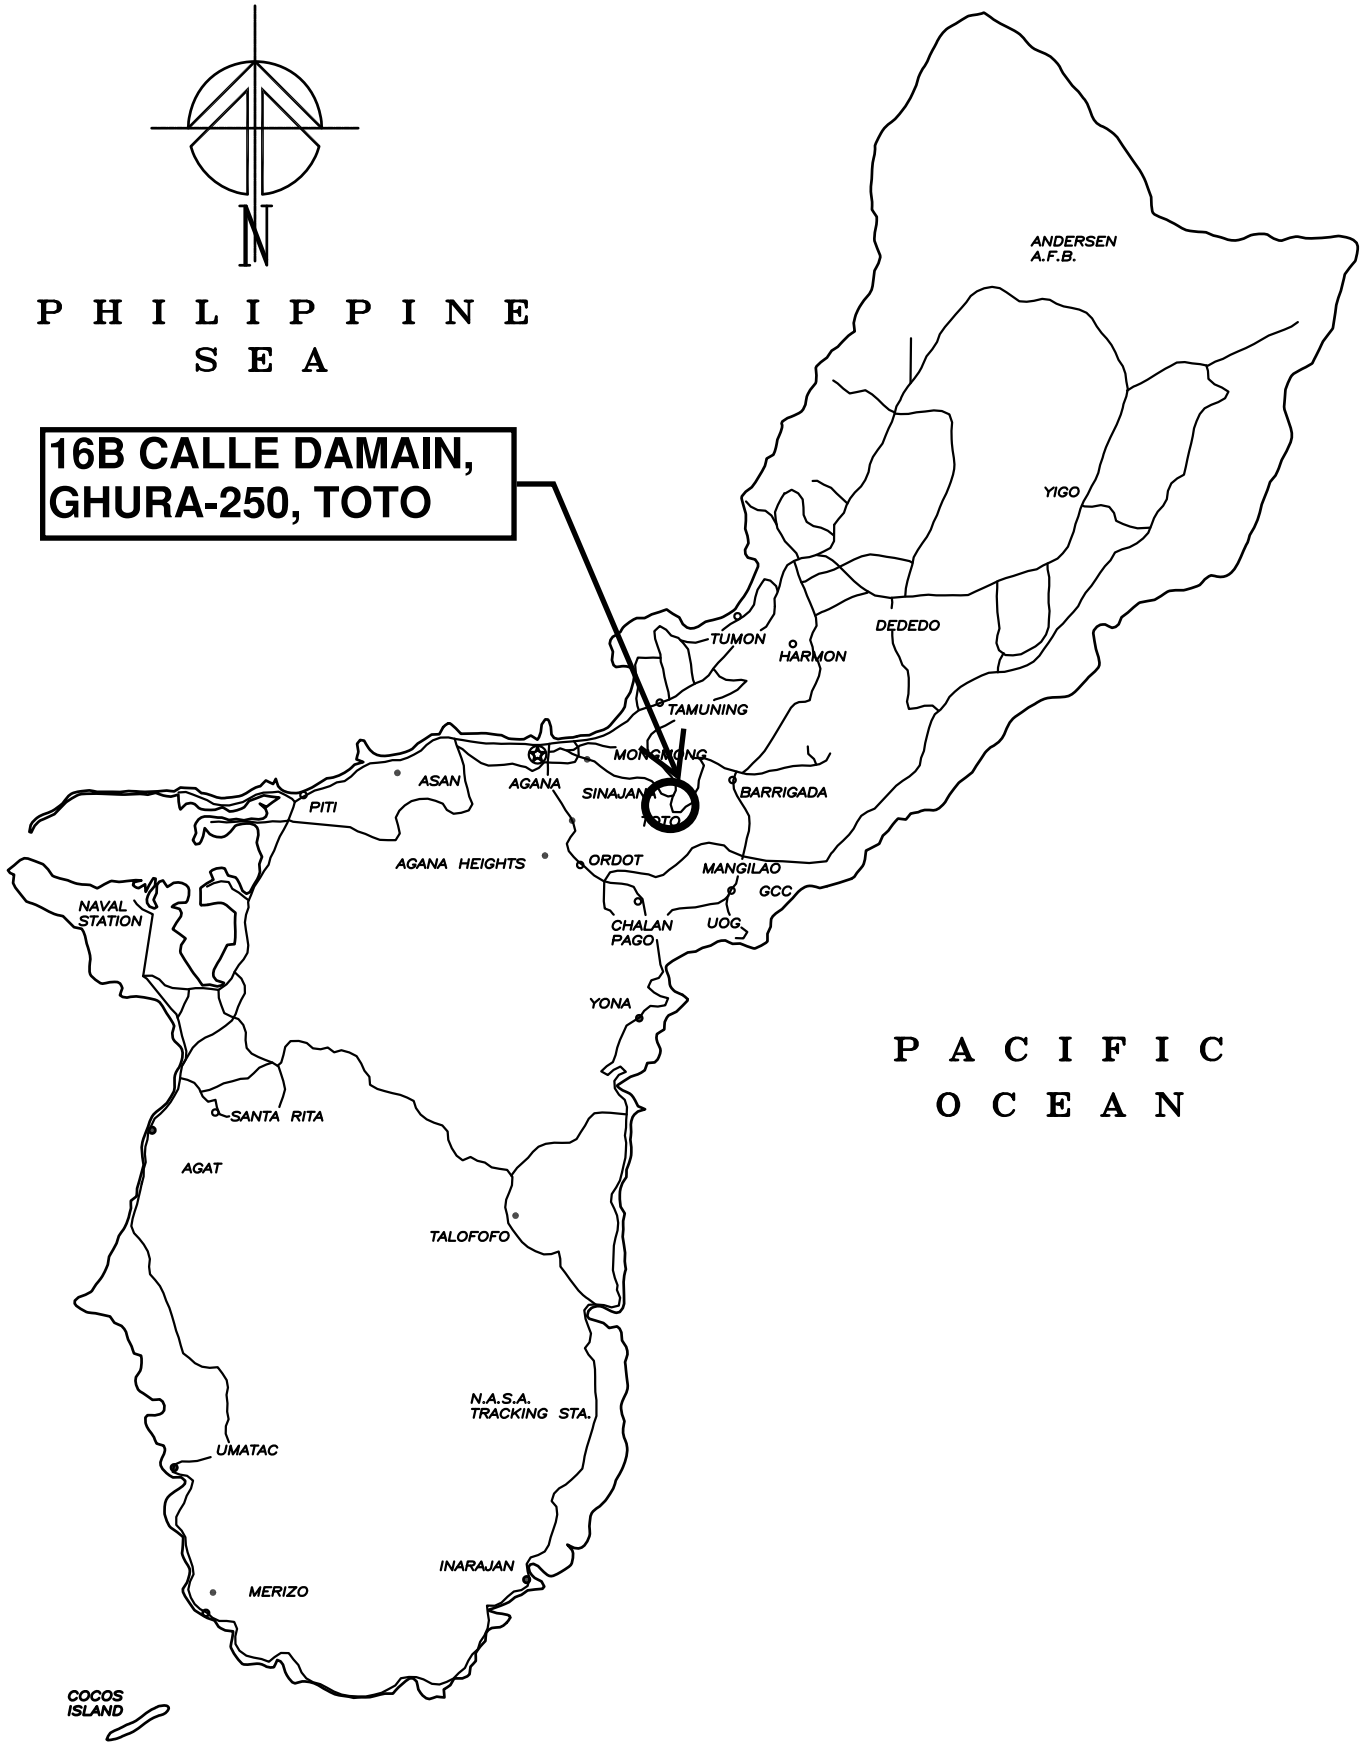 N
PHILIPPINE
SEA
16B CALLE DAMAIN,
GHURA-250, TOTO
ANDERSEN
A.F.B.
YIGO
DEDEDO
TUMON
HARMON
TAMUNING
MONGMONG
ASAN
AGANA
SINAJANA
BARRIGADA
PITI
TOTO
AGANA HEIGHTS
ORDOT
MANGILAO
GCC
NAVAL
STATION
CHALAN
PAGO
UOG
YONA
PACIFIC
OCEAN
SANTA RITA
AGAT
TALOFOFO
N.A.S.A.
TRACKING STA.
UMATAC
INARAJAN
MERIZO
COCOS
ISLAND